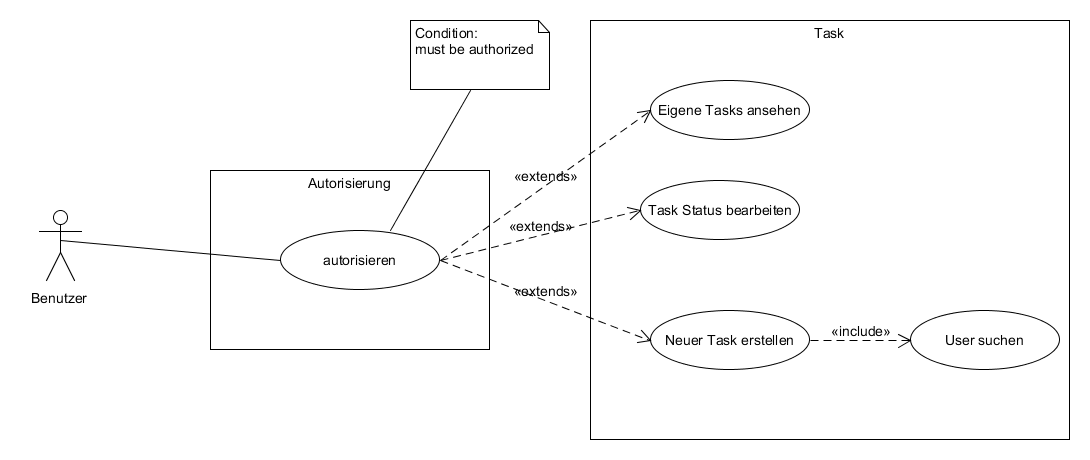 Condition:
must be authorized
Task
Eigene Tasks ansehen
«extends»
Autorisierung
Task Status bearbeiten
«extends»
autorisieren
Benutzer
«extends»
Neuer Task erstellen
«include»
User suchen